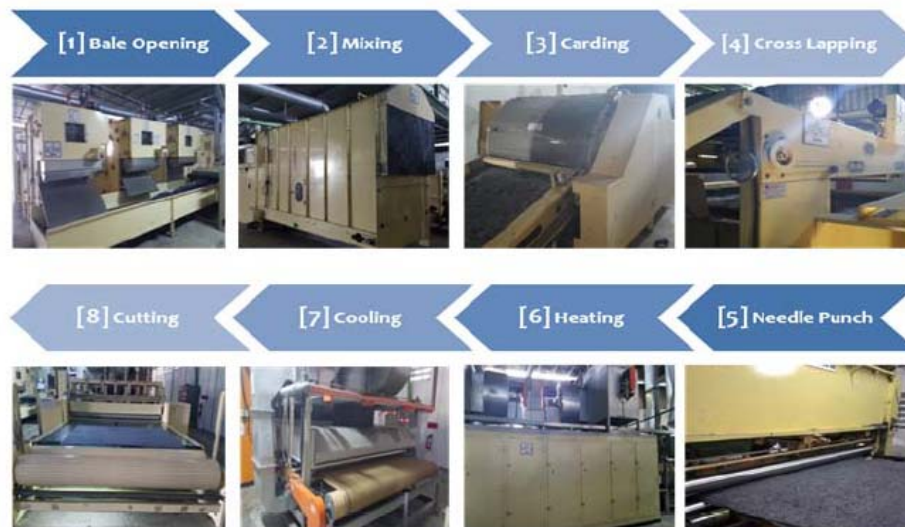 [1] Bale Opening
[2] Mixing
[3] Carding
[4] Cross Lapping
[8] Cutting
[7] Cooling
[6] Heating
[5] Needle Punch